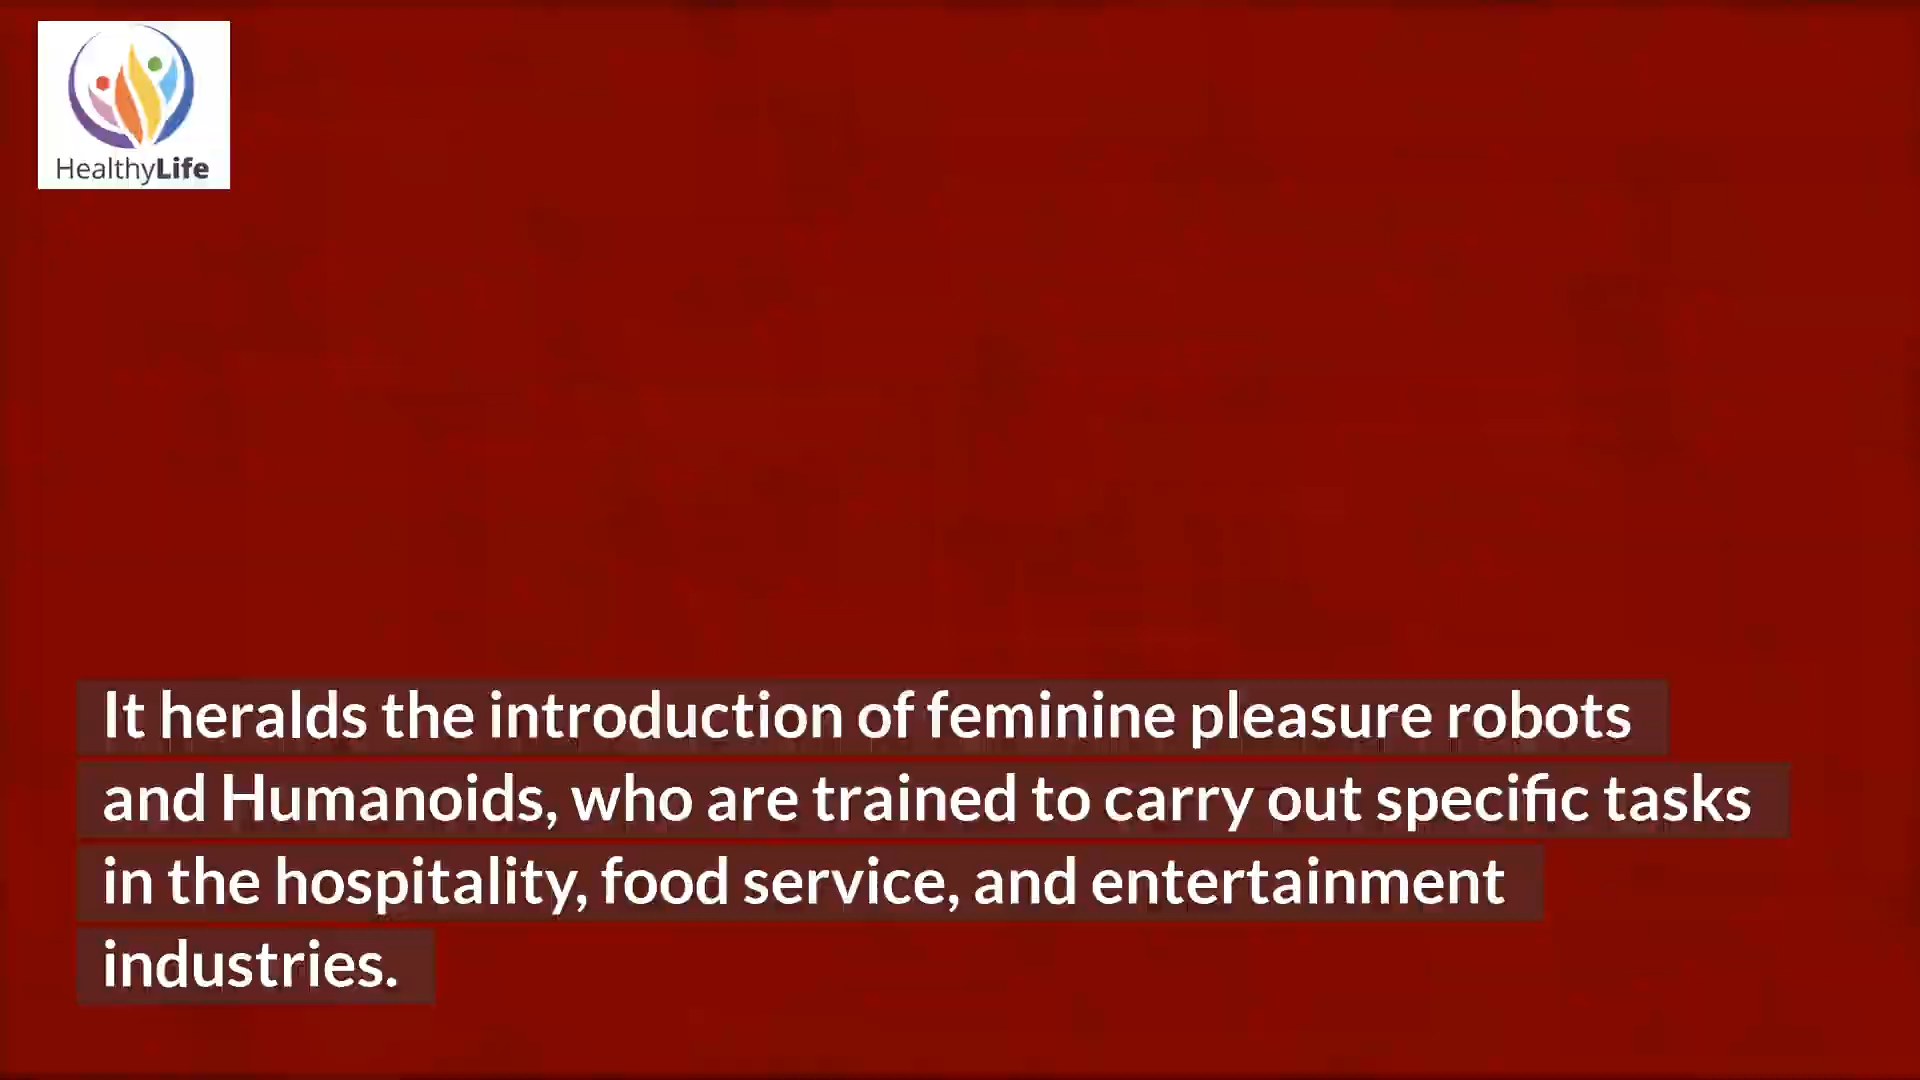 HealthyLife
It heralds the introduction of feminine pleasure robots
and Humanoids, who are trained to carry out specific tasks
in the hospitality, food service, and entertainment
industries.